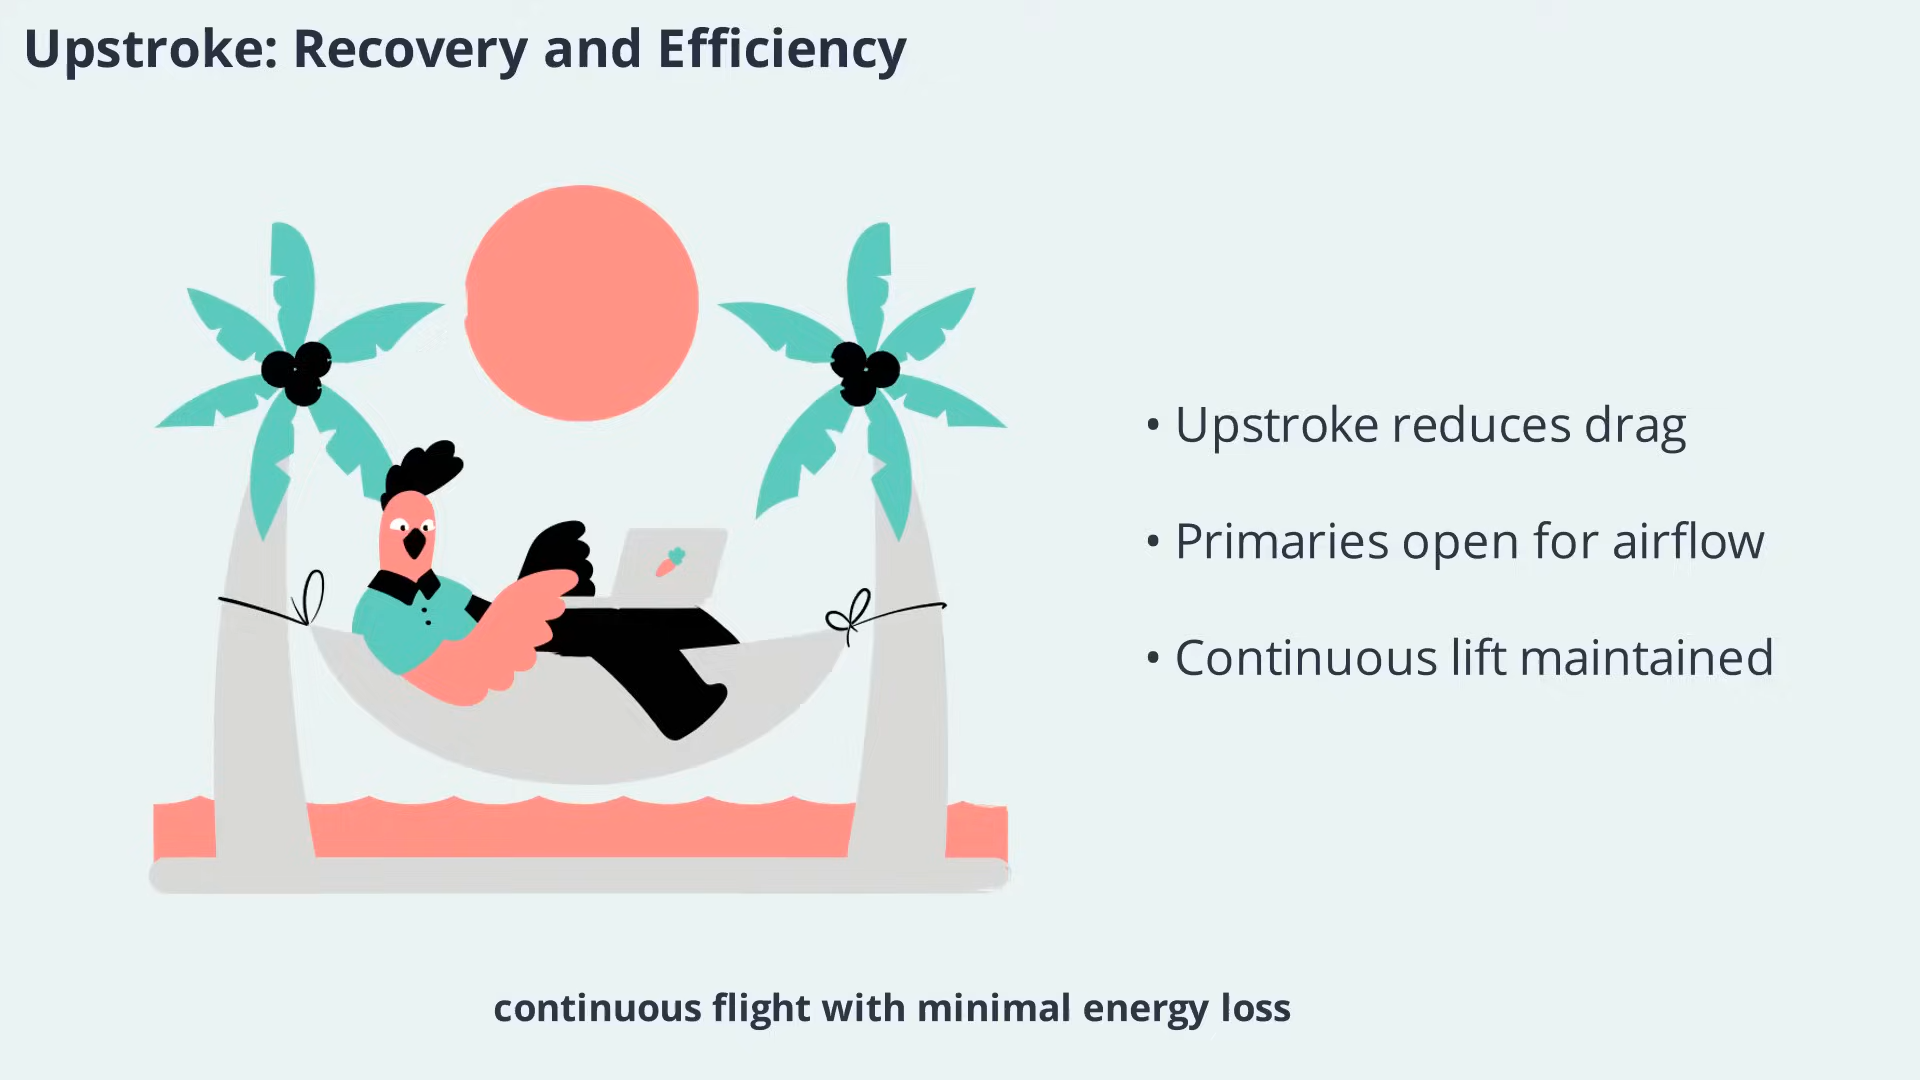 Upstroke: Recovery and Efficiency
• Upstroke reduces drag
• Primaries open for airflow
• Continuous lift maintained
continuous flight with minimal energy loss